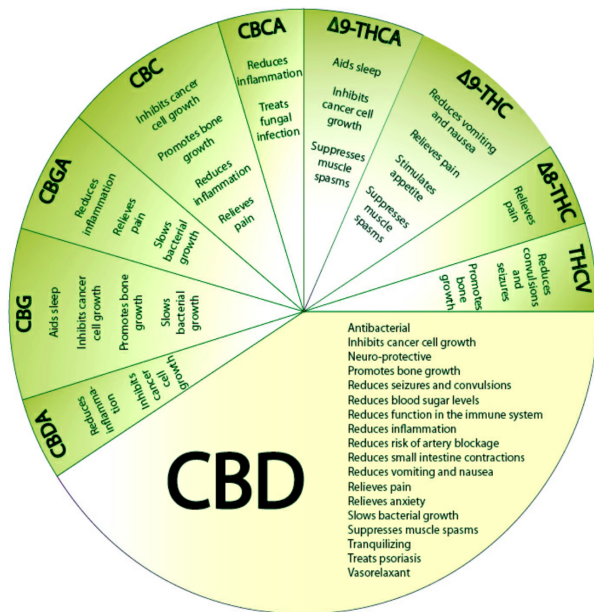 CBCA
Reduces
inflammation
Treats
fungal
infection
Δ9-THCA
Aids sleep
Inhibits
cancer cell
growth
Suppresses
muscle
spasms
Δ9-THC
Reduces vomiting
and nausea
Relieves pain
Stimulates
appetite
Suppresses
muscle
spasms
Δ8-THC
Relieves
pain
THCV
Reduces
convulsions
and
seizures
Promotes
bone
growth
CBC
Inhibits cancer
cell growth
Promotes bone
growth
Reduces
inflammation
Relieves
pain
CBGA
Reduces
inflammation
Relieves
pain
Slows
bacterial
growth
CBG
Aids sleep
Inhibits cancer
cell growth
Promotes bone
growth
Slows
bacterial
growth
CBDA
Reduces
inflamma-
tion
Inhibits
cancer
cell
growth
CBD
Antibacterial
Inhibits cancer cell growth
Neuro-protective
Promotes bone growth
Reduces seizures and convulsions
Reduces blood sugar levels
Reduces function in the immune system
Reduces inflammation
Reduces risk of artery blockage
Reduces small intestine contractions
Reduces vomiting and nausea
Relieves pain
Relieves anxiety
Slows bacterial growth
Suppresses muscle spasms
Tranquilizing
Treats psoriasis
Vasorelaxant